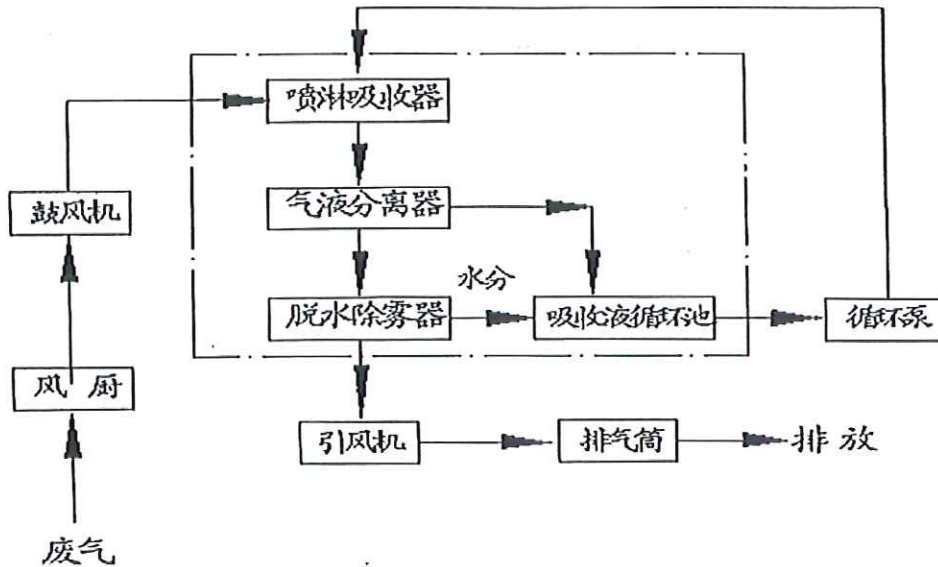 喷淋吸收器
鼓风机
气液分离器
水分
脱水除雾器
吸收液循环池
循环泵
风 厨
引风机
排气筒
排 放
废气